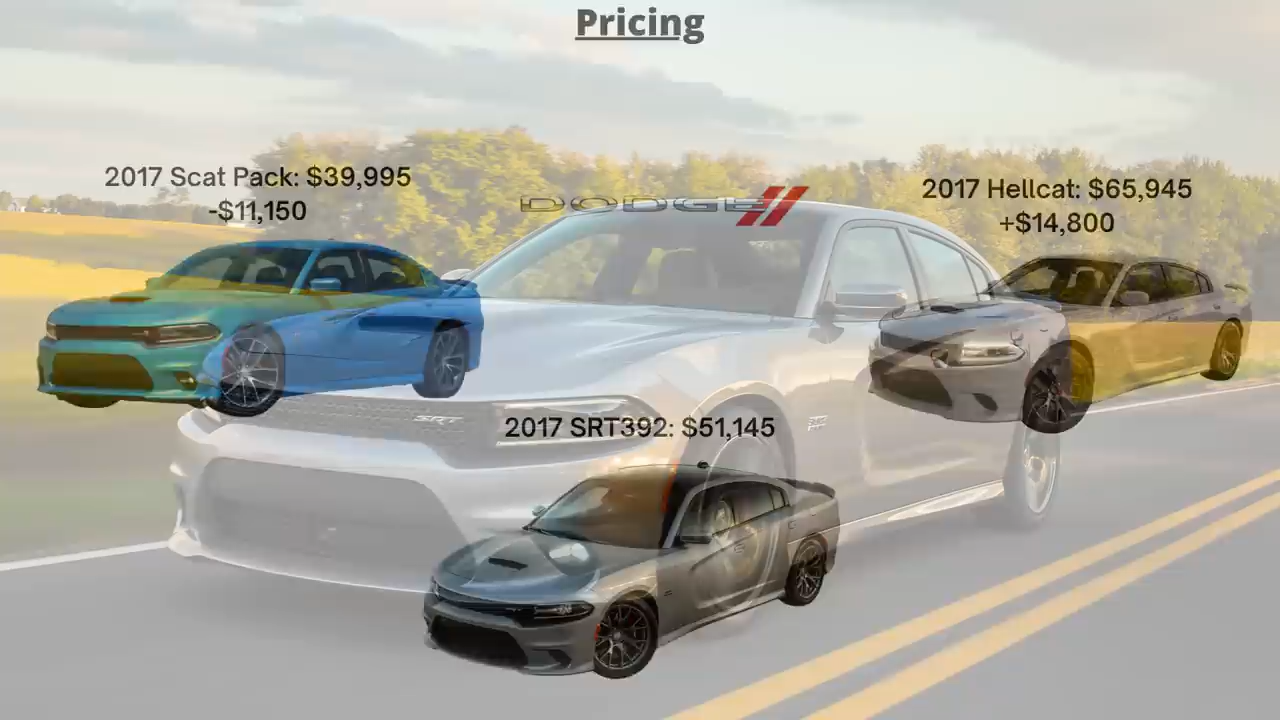 Pricing
2017 Scat Pack: $39,995
-$11,150
DODGE
2017 Hellcat: $65,945
+$14,800
SRT
2017 SRT392: $51,145